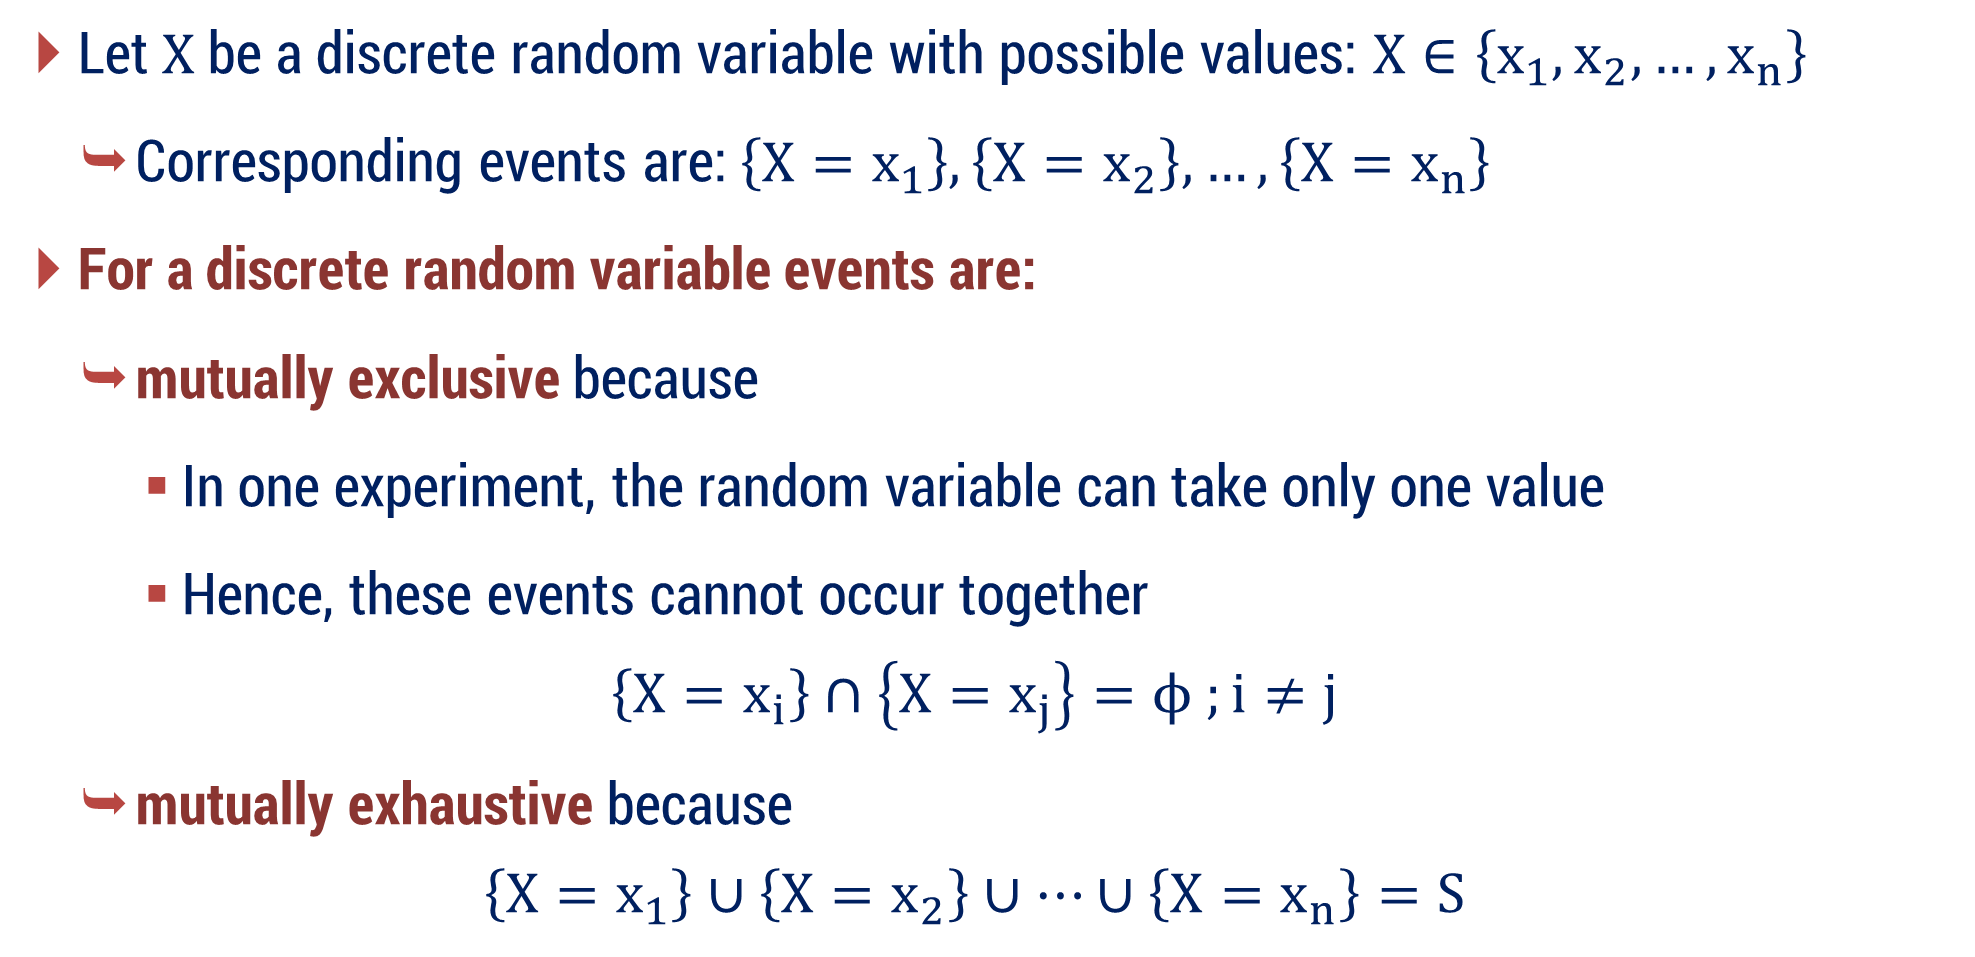 Let X be a discrete random variable with possible values: X ∈ {x₁, x₂, … , xₙ}
Corresponding events are: {X = x₁}, {X = x₂}, … , {X = xₙ}
For a discrete random variable events are:
mutually exclusive because
In one experiment, the random variable can take only one value
Hence, these events cannot occur together
{X = xᵢ} ∩ {X = xⱼ} = ϕ ; i ≠ j
mutually exhaustive because
{X = x₁} ∪ {X = x₂} ∪ ⋯ ∪ {X = xₙ} = S